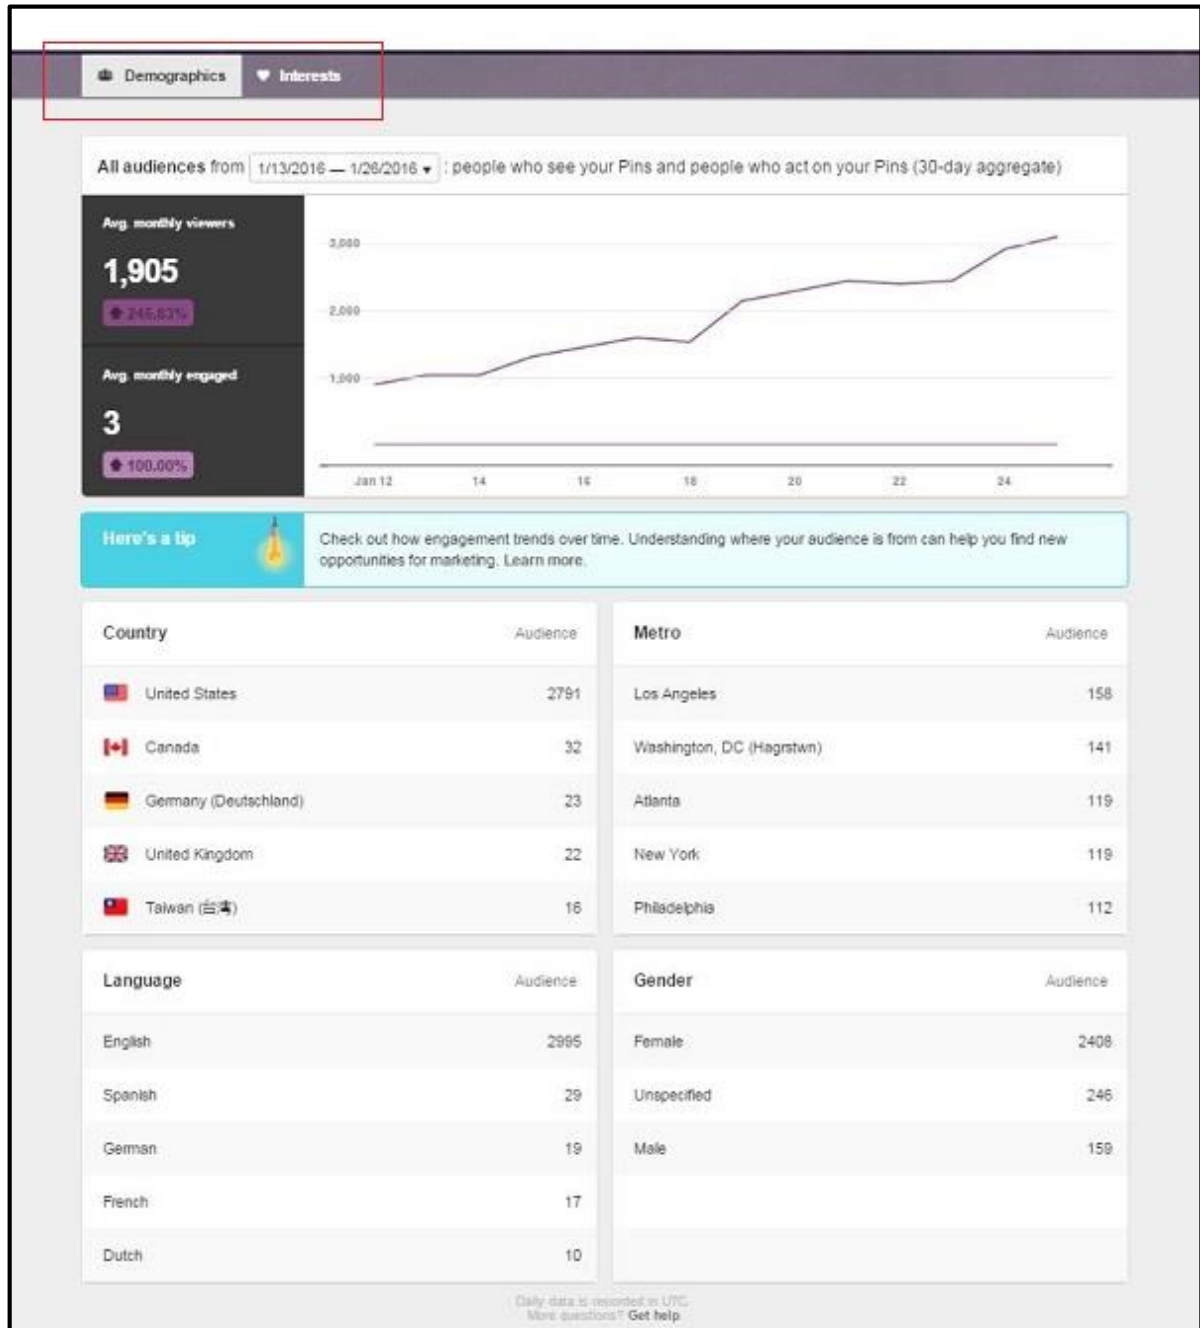 Demographics Interests
All audiences from 1/13/2016 — 1/26/2016 : people who see your Pins and people who act on your Pins (30-day aggregate)
Avg. monthly viewers
1,905
245.83%
Avg. monthly engaged
3
100.00%
3,000
2,000
1,000
Jan 12 14 16 18 20 22 24
Here's a tip
Check out how engagement trends over time. Understanding where your audience is from can help you find new
opportunities for marketing. Learn more.
Country Audience
United States 2791
Canada 32
Germany (Deutschland) 23
United Kingdom 22
Taiwan (台灣) 16
Metro Audience
Los Angeles 158
Washington, DC (Hagrstwn) 141
Atlanta 119
New York 119
Philadelphia 112
Language Audience
English 2995
Spanish 29
German 19
French 17
Dutch 10
Gender Audience
Female 2408
Unspecified 246
Male 159
Daily data is recorded in UTC.
More questions? Get help